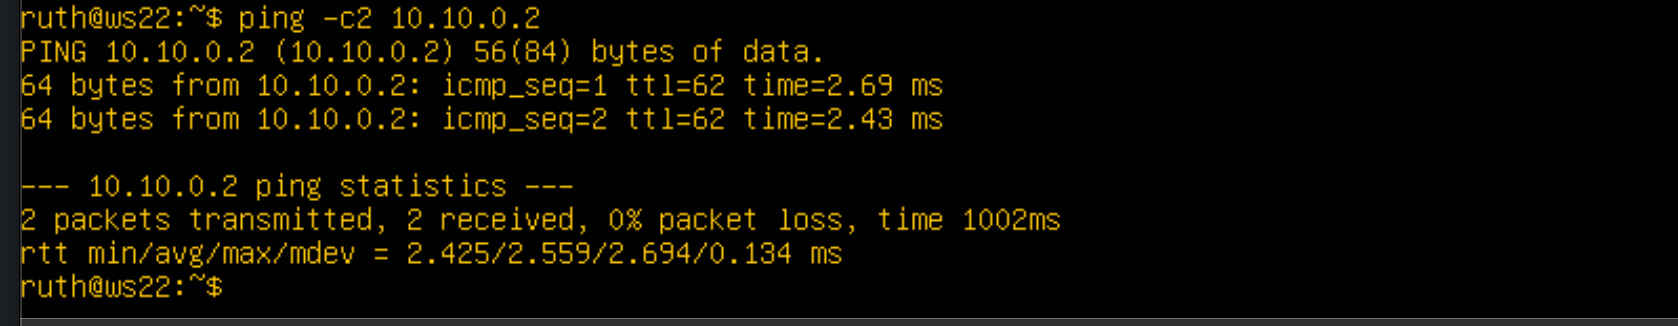 ruth@ws22:~$ ping -c2 10.10.0.2
PING 10.10.0.2 (10.10.0.2) 56(84) bytes of data.
64 bytes from 10.10.0.2: icmp_seq=1 ttl=62 time=2.69 ms
64 bytes from 10.10.0.2: icmp_seq=2 ttl=62 time=2.43 ms

--- 10.10.0.2 ping statistics ---
2 packets transmitted, 2 received, 0% packet loss, time 1002ms
rtt min/avg/max/mdev = 2.425/2.559/2.694/0.134 ms
ruth@ws22:~$